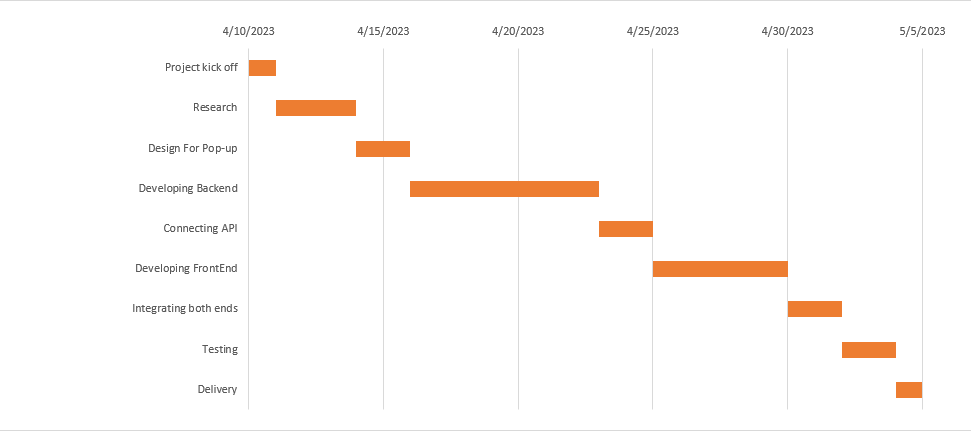 4/10/2023 4/15/2023 4/20/2023 4/25/2023 4/30/2023 5/5/2023
Project kick off
Research
Design For Pop-up
Developing Backend
Connecting API
Developing FrontEnd
Integrating both ends
Testing
Delivery